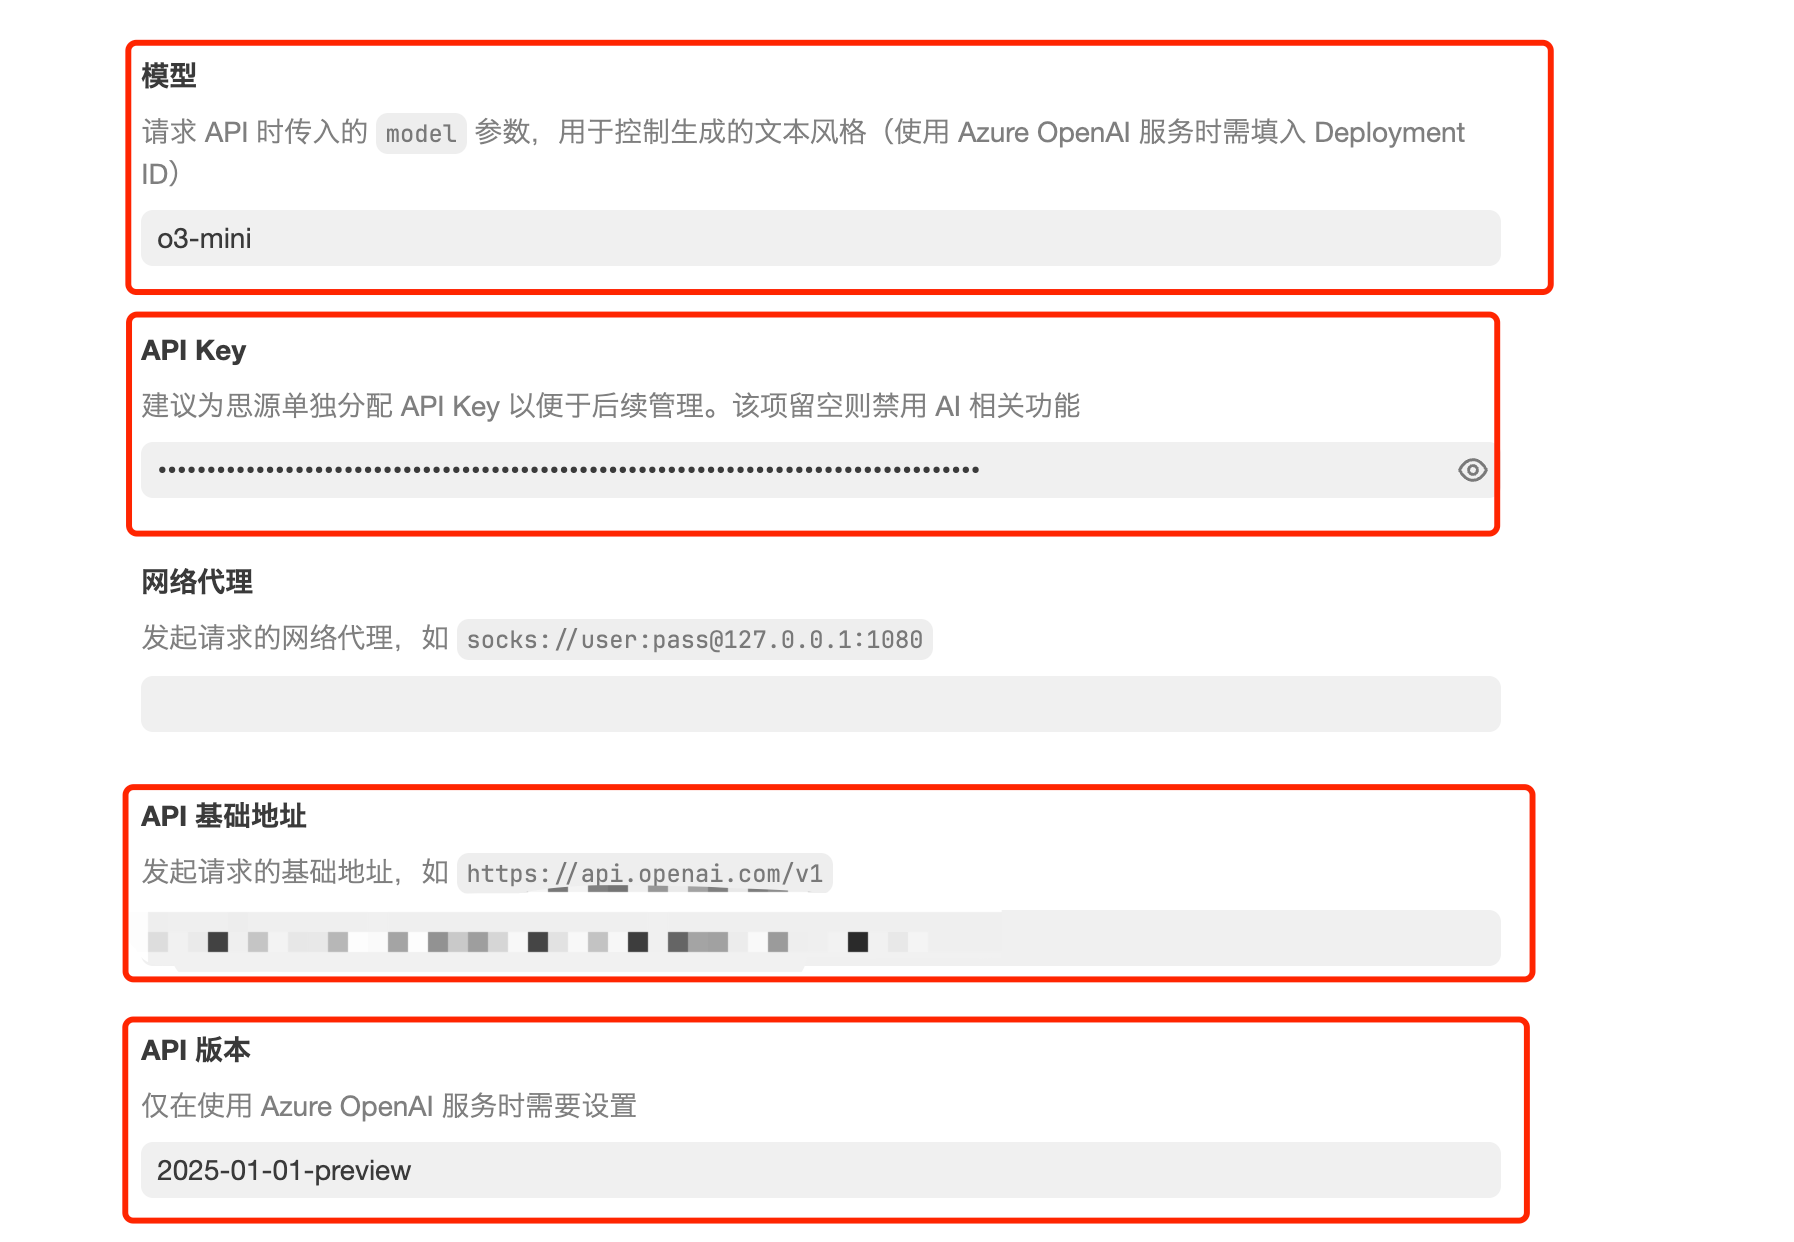 模型
请求 API 时传入的 model 参数，用于控制生成的文本风格（使用 Azure OpenAI 服务时需填入 Deployment
ID）
o3-mini
API Key
建议为思源单独分配 API Key 以便于后续管理。该项留空则禁用 AI 相关功能
网络代理
发起请求的网络代理，如 socks://user:pass@127.0.0.1:1080
API 基础地址
发起请求的基础地址，如 https://api.openai.com/v1
API 版本
仅在使用 Azure OpenAI 服务时需要设置
2025-01-01-preview